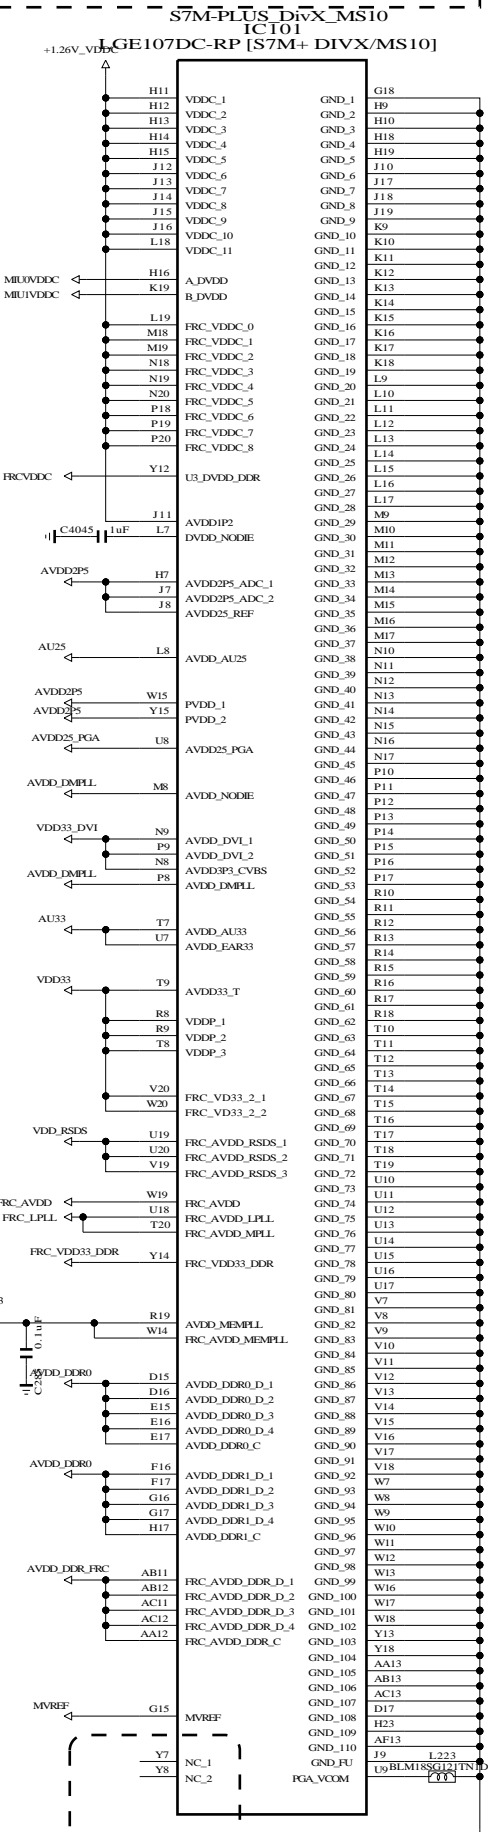 S7M-PLUS_DivX_MS10
IC101
LGE107DC-RP [S7M+ DIVX/MS10]
+1.26V_VDDC
H11 VDDC_1 GND_1 G18
H12 VDDC_2 GND_2 H9
H13 VDDC_3 GND_3 H10
H14 VDDC_4 GND_4 H18
H15 VDDC_5 GND_5 H19
J12 VDDC_6 GND_6 J10
J13 VDDC_7 GND_7 J17
J14 VDDC_8 GND_8 J18
J15 VDDC_9 GND_9 J19
J16 VDDC_10 GND_10 K9
L18 VDDC_11 GND_11 K10
GND_12 K11
MIU0VDDC H16 A_DVDD GND_13 K12
MIU1VDDC K19 B_DVDD GND_14 K13
GND_15 K14
L19 FRC_VDDC_0 GND_16 K15
M18 FRC_VDDC_1 GND_17 K16
M19 FRC_VDDC_2 GND_18 K17
N18 FRC_VDDC_3 GND_19 K18
N19 FRC_VDDC_4 GND_20 L9
N20 FRC_VDDC_5 GND_21 L10
P18 FRC_VDDC_6 GND_22 L11
P19 FRC_VDDC_7 GND_23 L12
P20 FRC_VDDC_8 GND_24 L13
GND_25 L14
FRCVDDC Y12 U3_DVDD_DDR GND_26 L15
GND_27 L16
GND_28 L17
J11 AVDD1P2 GND_29 M9
C4045 1uF L7 DVDD_NODIE GND_30 M10
GND_31 M11
GND_32 M12
AVDD2P5 H7 AVDD2P5_ADC_1 GND_33 M13
J7 AVDD2P5_ADC_2 GND_34 M14
J8 AVDD25_REF GND_35 M15
GND_36 M16
GND_37 M17
AU25 L8 AVDD_AU25 GND_38 N10
GND_39 N11
GND_40 N12
AVDD2P5 W15 PVDD_1 GND_41 N13
AVDD2P5 Y15 PVDD_2 GND_42 N14
GND_43 N15
AVDD25_PGA U8 AVDD25_PGA GND_44 N16
GND_45 N17
GND_46 P10
AVDD_DMPLL M8 AVDD_NODIE GND_47 P11
GND_48 P12
GND_49 P13
VDD33_DVI N9 AVDD_DVI_1 GND_50 P14
P9 AVDD_DVI_2 GND_51 P15
N8 AVDD3P3_CVBS GND_52 P16
AVDD_DMPLL P8 AVDD_DMPLL GND_53 P17
GND_54 R10
GND_55 R11
AU33 T7 AVDD_AU33 GND_56 R12
U7 AVDD_EAR33 GND_57 R13
GND_58 R14
GND_59 R15
VDD33 T9 AVDD33_T GND_60 R16
GND_61 R17
R8 VDDP_1 GND_62 R18
R9 VDDP_2 GND_63 T10
T8 VDDP_3 GND_64 T11
GND_65 T12
GND_66 T13
V20 FRC_VD33_2_1 GND_67 T14
W20 FRC_VD33_2_2 GND_68 T15
GND_69 T16
VDD_RSDS U19 FRC_AVDD_RSDS_1 GND_70 T17
U20 FRC_AVDD_RSDS_2 GND_71 T18
V19 FRC_AVDD_RSDS_3 GND_72 T19
GND_73 U10
FRC_AVDD W19 FRC_AVDD GND_74 U11
FRC_LPLL U18 FRC_AVDD_LPLL GND_75 U12
T20 FRC_AVDD_MPLL GND_76 U13
GND_77 U14
FRC_VDD33_DDR Y14 FRC_VDD33_DDR GND_78 U15
GND_79 U16
GND_80 U17
GND_81 V7
R19 AVDD_MEMPLL GND_82 V8
0.1uF W14 FRC_AVDD_MEMPLL GND_83 V9
GND_84 V10
GND_85 V11
AVDD_DDR0 D15 AVDD_DDR0_D_1 GND_86 V12
D16 AVDD_DDR0_D_2 GND_87 V13
E15 AVDD_DDR0_D_3 GND_88 V14
E16 AVDD_DDR0_D_4 GND_89 V15
E17 AVDD_DDR0_C GND_90 V16
GND_91 V17
AVDD_DDR0 F16 AVDD_DDR1_D_1 GND_92 V18
F17 AVDD_DDR1_D_2 GND_93 W7
G16 AVDD_DDR1_D_3 GND_94 W8
G17 AVDD_DDR1_D_4 GND_95 W9
H17 AVDD_DDR1_C GND_96 W10
GND_97 W11
GND_98 W12
AVDD_DDR_FRC AB11 FRC_AVDD_DDR_D_1 GND_99 W13
AB12 FRC_AVDD_DDR_D_2 GND_100 W16
AC11 FRC_AVDD_DDR_D_3 GND_101 W17
AC12 FRC_AVDD_DDR_D_4 GND_102 W18
AA12 FRC_AVDD_DDR_C GND_103 Y13
GND_104 Y18
GND_105 AA13
GND_106 AB13
GND_107 AC13
MVREF G15 MVREF GND_108 D17
GND_109 H23
GND_110 AF13
Y7 NC_1 GND_FU J9 L223
Y8 NC_2 PGA_VCOM U9 BLM18SG121TN1D